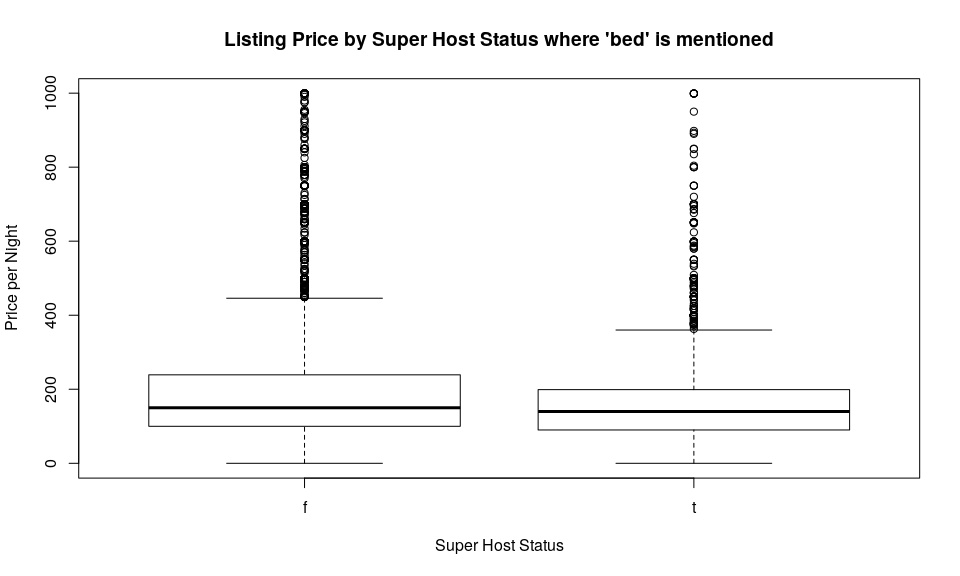 Listing Price by Super Host Status where 'bed' is mentioned
Price per Night
1000
800
600
400
200
0
f
t
Super Host Status